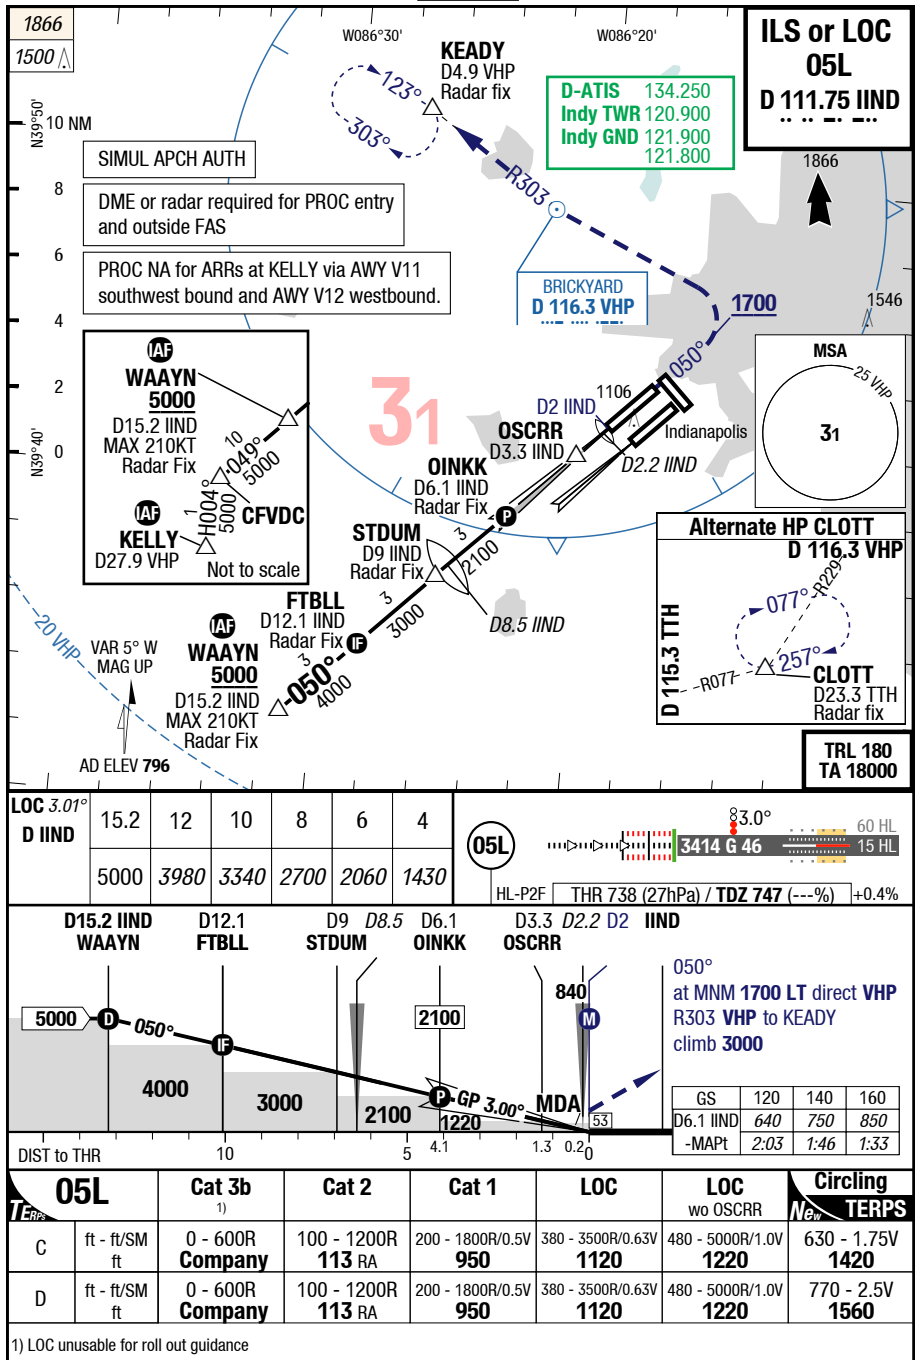 1866
1500
W086°30'
W086°20'
ILS or LOC
05L
D 111.75 IIND
KEADY
D4.9 VHP
Radar fix
D-ATIS 134.250
Indy TWR 120.900
Indy GND 121.900
121.800
1866
N39°50'
10 NM
8
6
4
2
0
N39°40'
123°
303°
R303
SIMUL APCH AUTH
DME or radar required for PROC entry
and outside FAS
PROC NA for ARRs at KELLY via AWY V11
southwest bound and AWY V12 westbound.
BRICKYARD
D 116.3 VHP
1700
1546
050°
IAF
WAAYN
5000
D15.2 IIND
MAX 210KT
Radar Fix
10
049°
5000
1
H004°
5000
CFVDC
IAF
KELLY
D27.9 VHP
Not to scale
31
MSA
25 VHP
31
1106
D2 IIND
Indianapolis
OSCRR
D3.3 IIND
D2.2 IIND
OINKK
D6.1 IIND
Radar Fix
P
STDUM
D9 IIND
Radar Fix
3
2100
D8.5 IIND
FTBLL
D12.1 IIND
Radar Fix
IF
3
3000
IAF
WAAYN
5000
D15.2 IIND
MAX 210KT
Radar Fix
3
050°
4000
20 VHP
VAR 5° W
MAG UP
AD ELEV 796
Alternate HP CLOTT
D 116.3 VHP
R229
077°
257°
D 115.3 TTH
R077
CLOTT
D23.3 TTH
Radar fix
TRL 180
TA 18000
LOC 3.01°
D IIND
15.2 12 10 8 6 4
5000 3980 3340 2700 2060 1430
05L
3.0°
3414 G 46
60 HL
15 HL
HL-P2F
THR 738 (27hPa) / TDZ 747 (---%)
+0.4%
D15.2 IIND D12.1 D9 D8.5 D6.1 D3.3 D2.2 D2 IIND
WAAYN FTBLL STDUM OINKK OSCRR
5000
D
050°
IF
2100
P
GP 3.00°
MDA
840
M
53
4000
3000
2100
1220
050°
at MNM 1700 LT direct VHP
R303 VHP to KEADY
climb 3000
GS 120 140 160
D6.1 IIND 640 750 850
-MAPt 2:03 1:46 1:33
DIST to THR 10 5 4.1 1.3 0.2 0
TERPS 05L
Cat 3b 1)
Cat 2
Cat 1
LOC
LOC wo OSCRR
Circling New TERPS
C ft - ft/SM 0 - 600R 100 - 1200R 200 - 1800R/0.5V 380 - 3500R/0.63V 480 - 5000R/1.0V 630 - 1.75V
ft Company 113 RA 950 1120 1220 1420
D ft - ft/SM 0 - 600R 100 - 1200R 200 - 1800R/0.5V 380 - 3500R/0.63V 480 - 5000R/1.0V 770 - 2.5V
ft Company 113 RA 950 1120 1220 1560
1) LOC unusable for roll out guidance